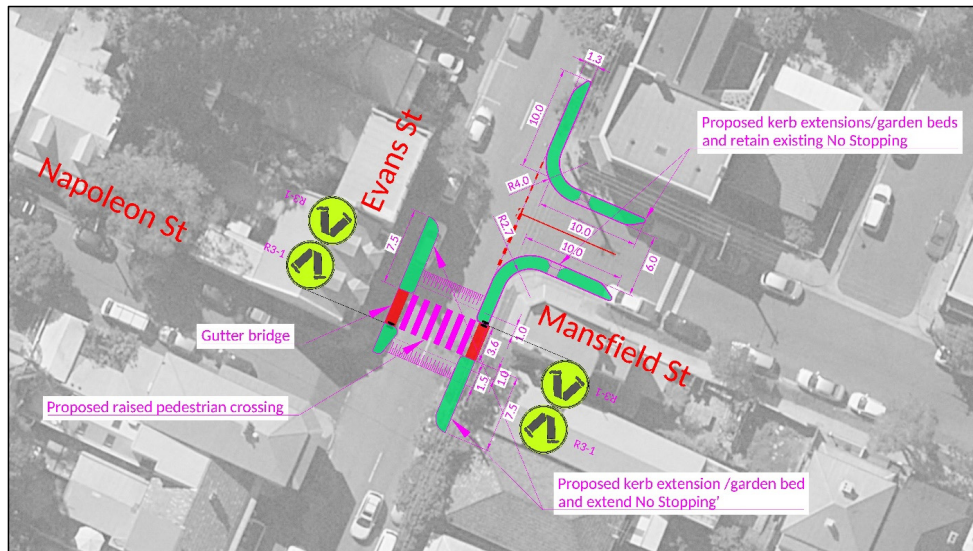 1.3
10.0
Proposed kerb extensions/garden beds
and retain existing No Stopping
Evans St
Napoleon St
R4.0
R3-1
R3-1
7.5
R2.7
10.0
10.0
6.0
Gutter bridge
Mansfield St
1.0
3.6
1.5
1.0
7.5
R3-1
R3-1
Proposed raised pedestrian crossing
Proposed kerb extension /garden bed
and extend No Stopping'